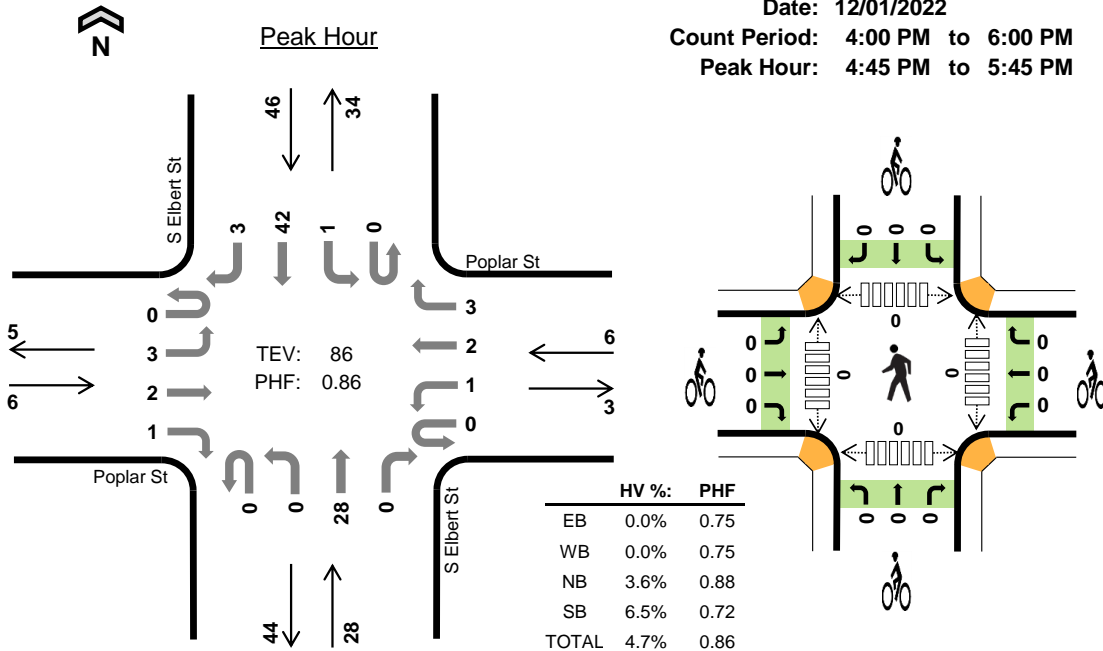 Date: 12/01/2022
N
Peak Hour
Count Period: 4:00 PM to 6:00 PM
Peak Hour: 4:45 PM to 5:45 PM
46
34
S Elbert St
3
42
1
0
Poplar St
0
3
2
1
3
2
1
0
5
6
6
3
TEV: 86
PHF: 0.86
Poplar St
0
0
28
0
S Elbert St
44
28
0 0 0
0
0
0
0
0
0
0
0
0
0
0
0 0 0
HV %: PHF
EB 0.0% 0.75
WB 0.0% 0.75
NB 3.6% 0.88
SB 6.5% 0.72
TOTAL 4.7% 0.86